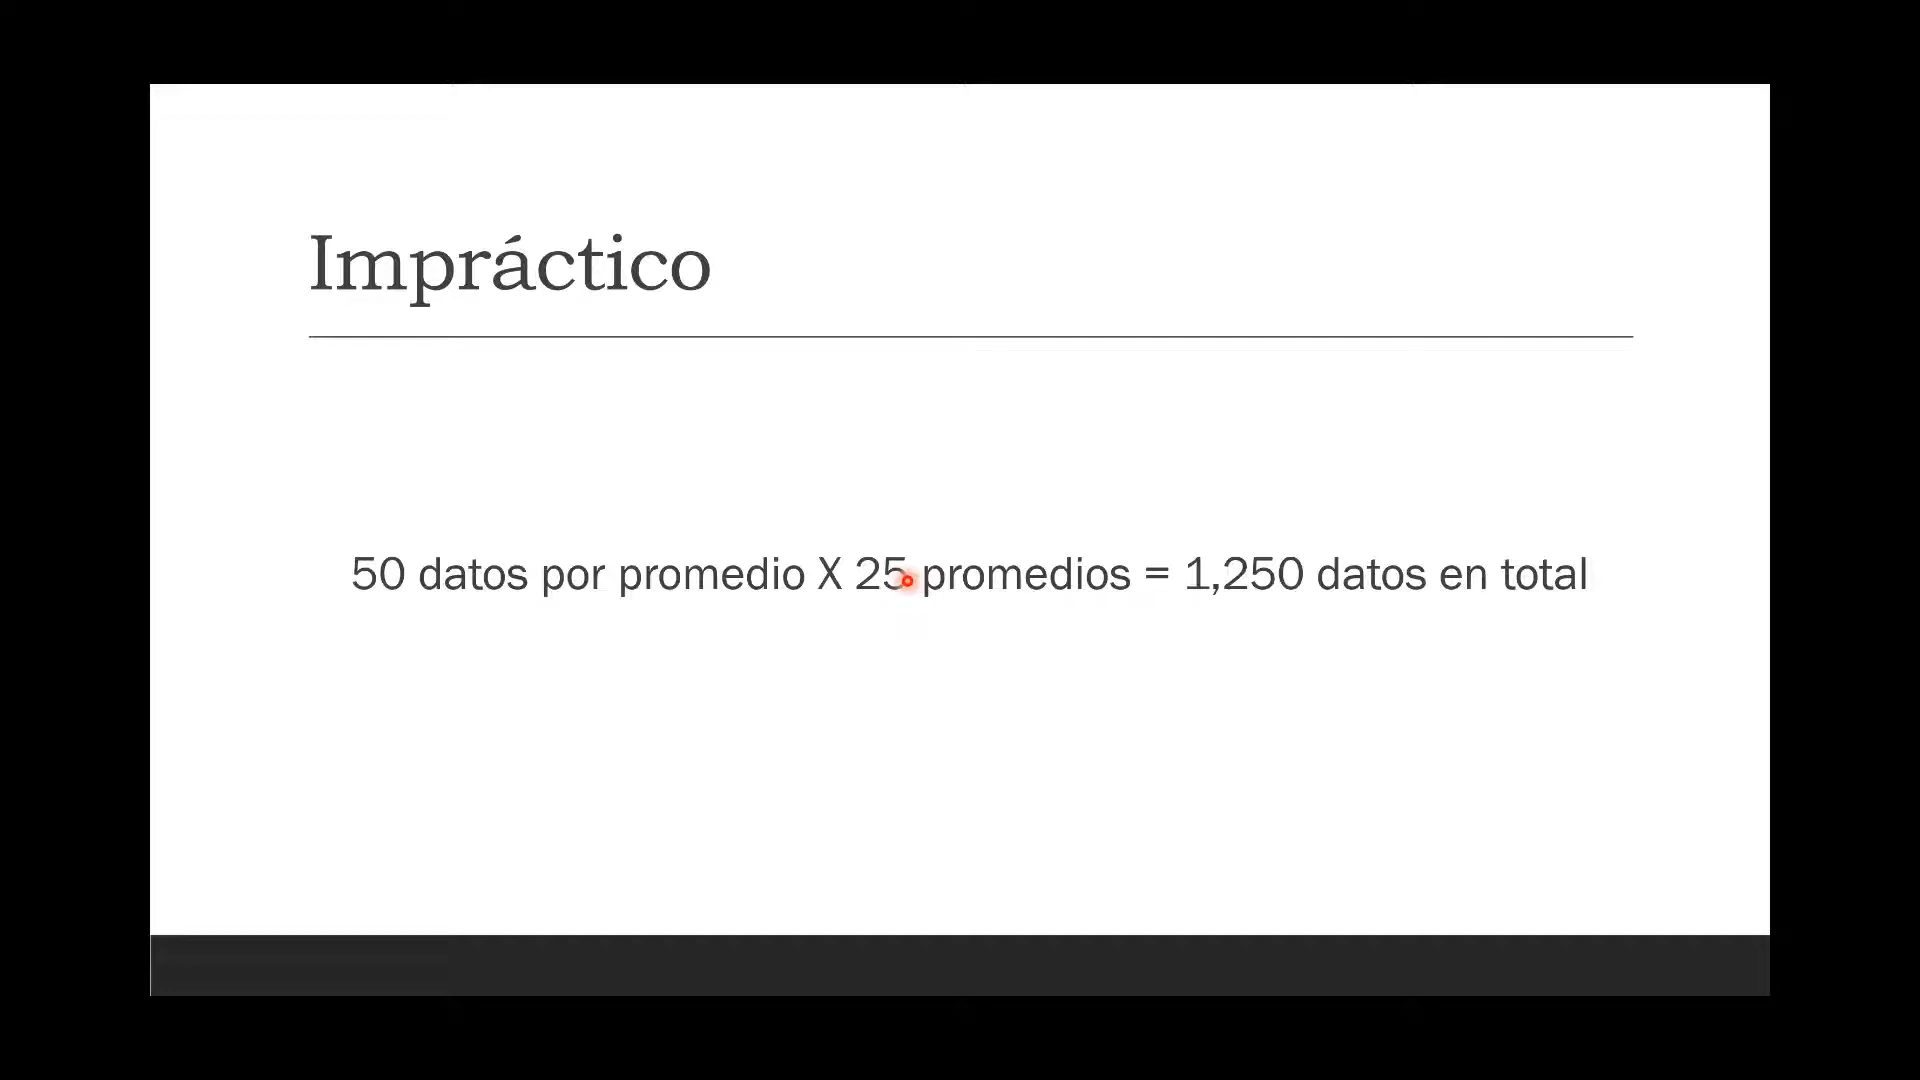 Impráctico
50 datos por promedio X 25 promedios = 1,250 datos en total